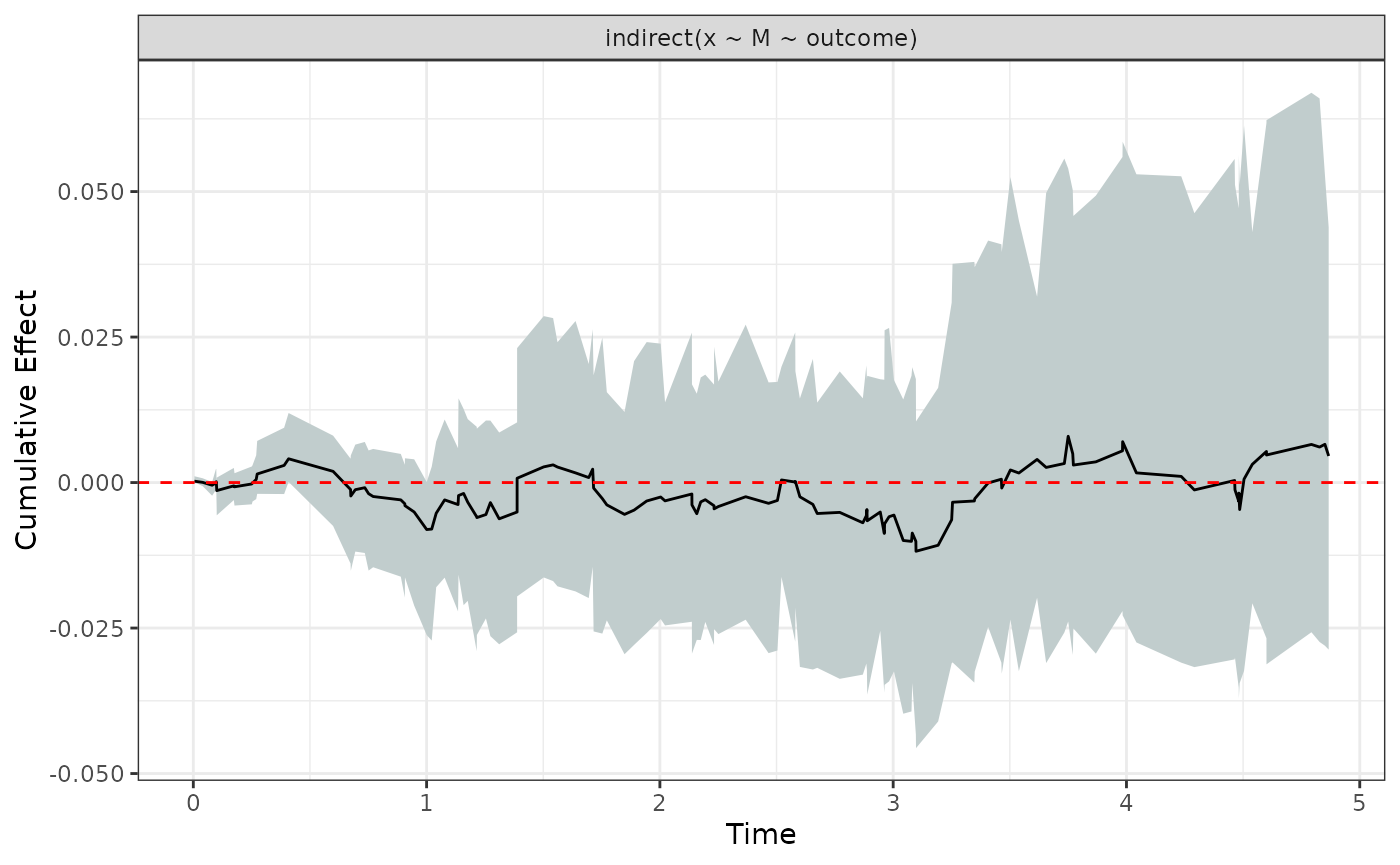 indirect(x ~ M ~ outcome)
Cumulative Effect
0.050
0.025
0.000
-0.025
-0.050
0 1 2 3 4 5
Time